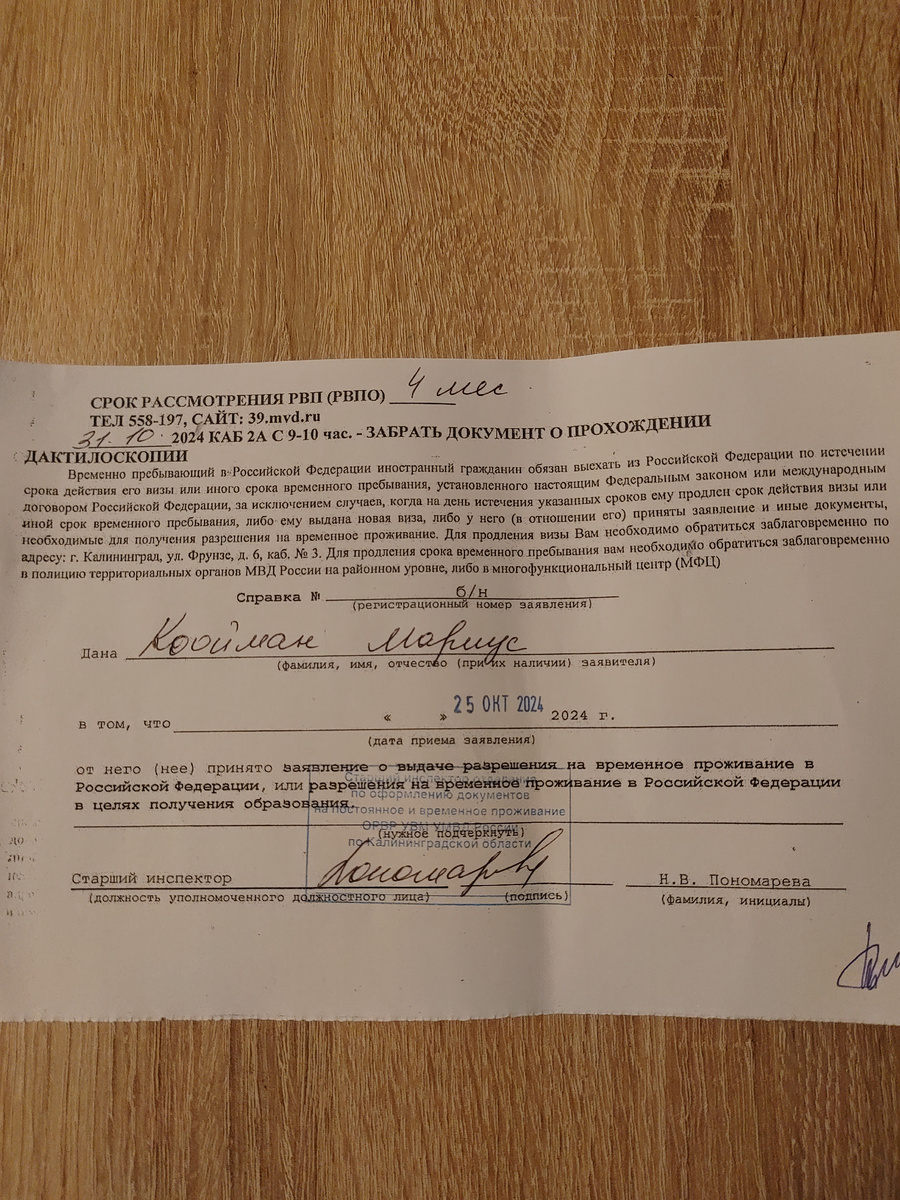 СРОК РАССМОТРЕНИЯ РВП (РВПО) 4 мес
ТЕЛ 558-197, САЙТ: 39.mvd.ru
31.10. 2024 КАБ 2А С 9-10 час. - ЗАБРАТЬ ДОКУМЕНТ О ПРОХОЖДЕНИИ
ДАКТИЛОСКОПИИ
Временно пребывающий в Российской Федерации иностранный гражданин обязан выехать из Российской Федерации по истечении
срока действия его визы или иного срока временного пребывания, установленного настоящим Федеральным законом или международным
договором Российской Федерации, за исключением случаев, когда на день истечения указанных сроков ему продлен срок действия визы или
иной срок временного пребывания, либо ему выдана новая виза, либо у него (в отношении его) приняты заявление и иные документы,
необходимые для получения разрешения на временное проживание. Для продления визы Вам необходимо обратиться заблаговременно по
адресу: г. Калининград, ул. Фрунзе, д. 6, каб, № 3. Для продления срока временного пребывания вам необходимо обратиться заблаговременно
в полицию территориальных органов МВД России на районном уровне, либо в многофункциональный центр (МФЦ)
Справка № б/н
(регистрационный номер заявления)
Дана Коойман Мариус
(фамилия, имя, отчество (при их наличии) заявителя)
в том, что « » 25 ОКТ 2024 2024 г.
(дата приема заявления)
от него (нее) принято заявление о выдаче разрешения на временное проживание в
Российской Федерации, или разрешения на временное проживание в Российской Федерации
в целях получения образования.
Старший инспектор отделения
по оформлению документов
на постоянное и временное проживание
ОРВР УВМ УМВД России
по Калининградской области
(нужное подчеркнуть)
Старший инспектор Пономарева Н.В. Пономарева
(должность уполномоченного должностного лица) (подпись) (фамилия, инициалы)